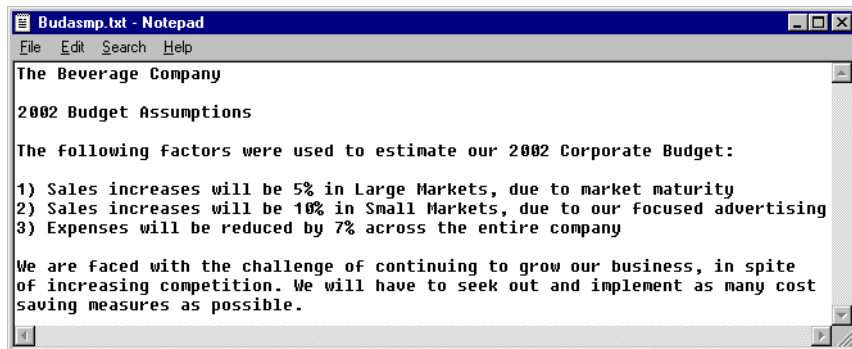 Budasmp.txt - Notepad
File Edit Search Help
The Beverage Company
2002 Budget Assumptions
The following factors were used to estimate our 2002 Corporate Budget:
1) Sales increases will be 5% in Large Markets, due to market maturity
2) Sales increases will be 10% in Small Markets, due to our focused advertising
3) Expenses will be reduced by 7% across the entire company
We are faced with the challenge of continuing to grow our business, in spite
of increasing competition. We will have to seek out and implement as many cost
saving measures as possible.